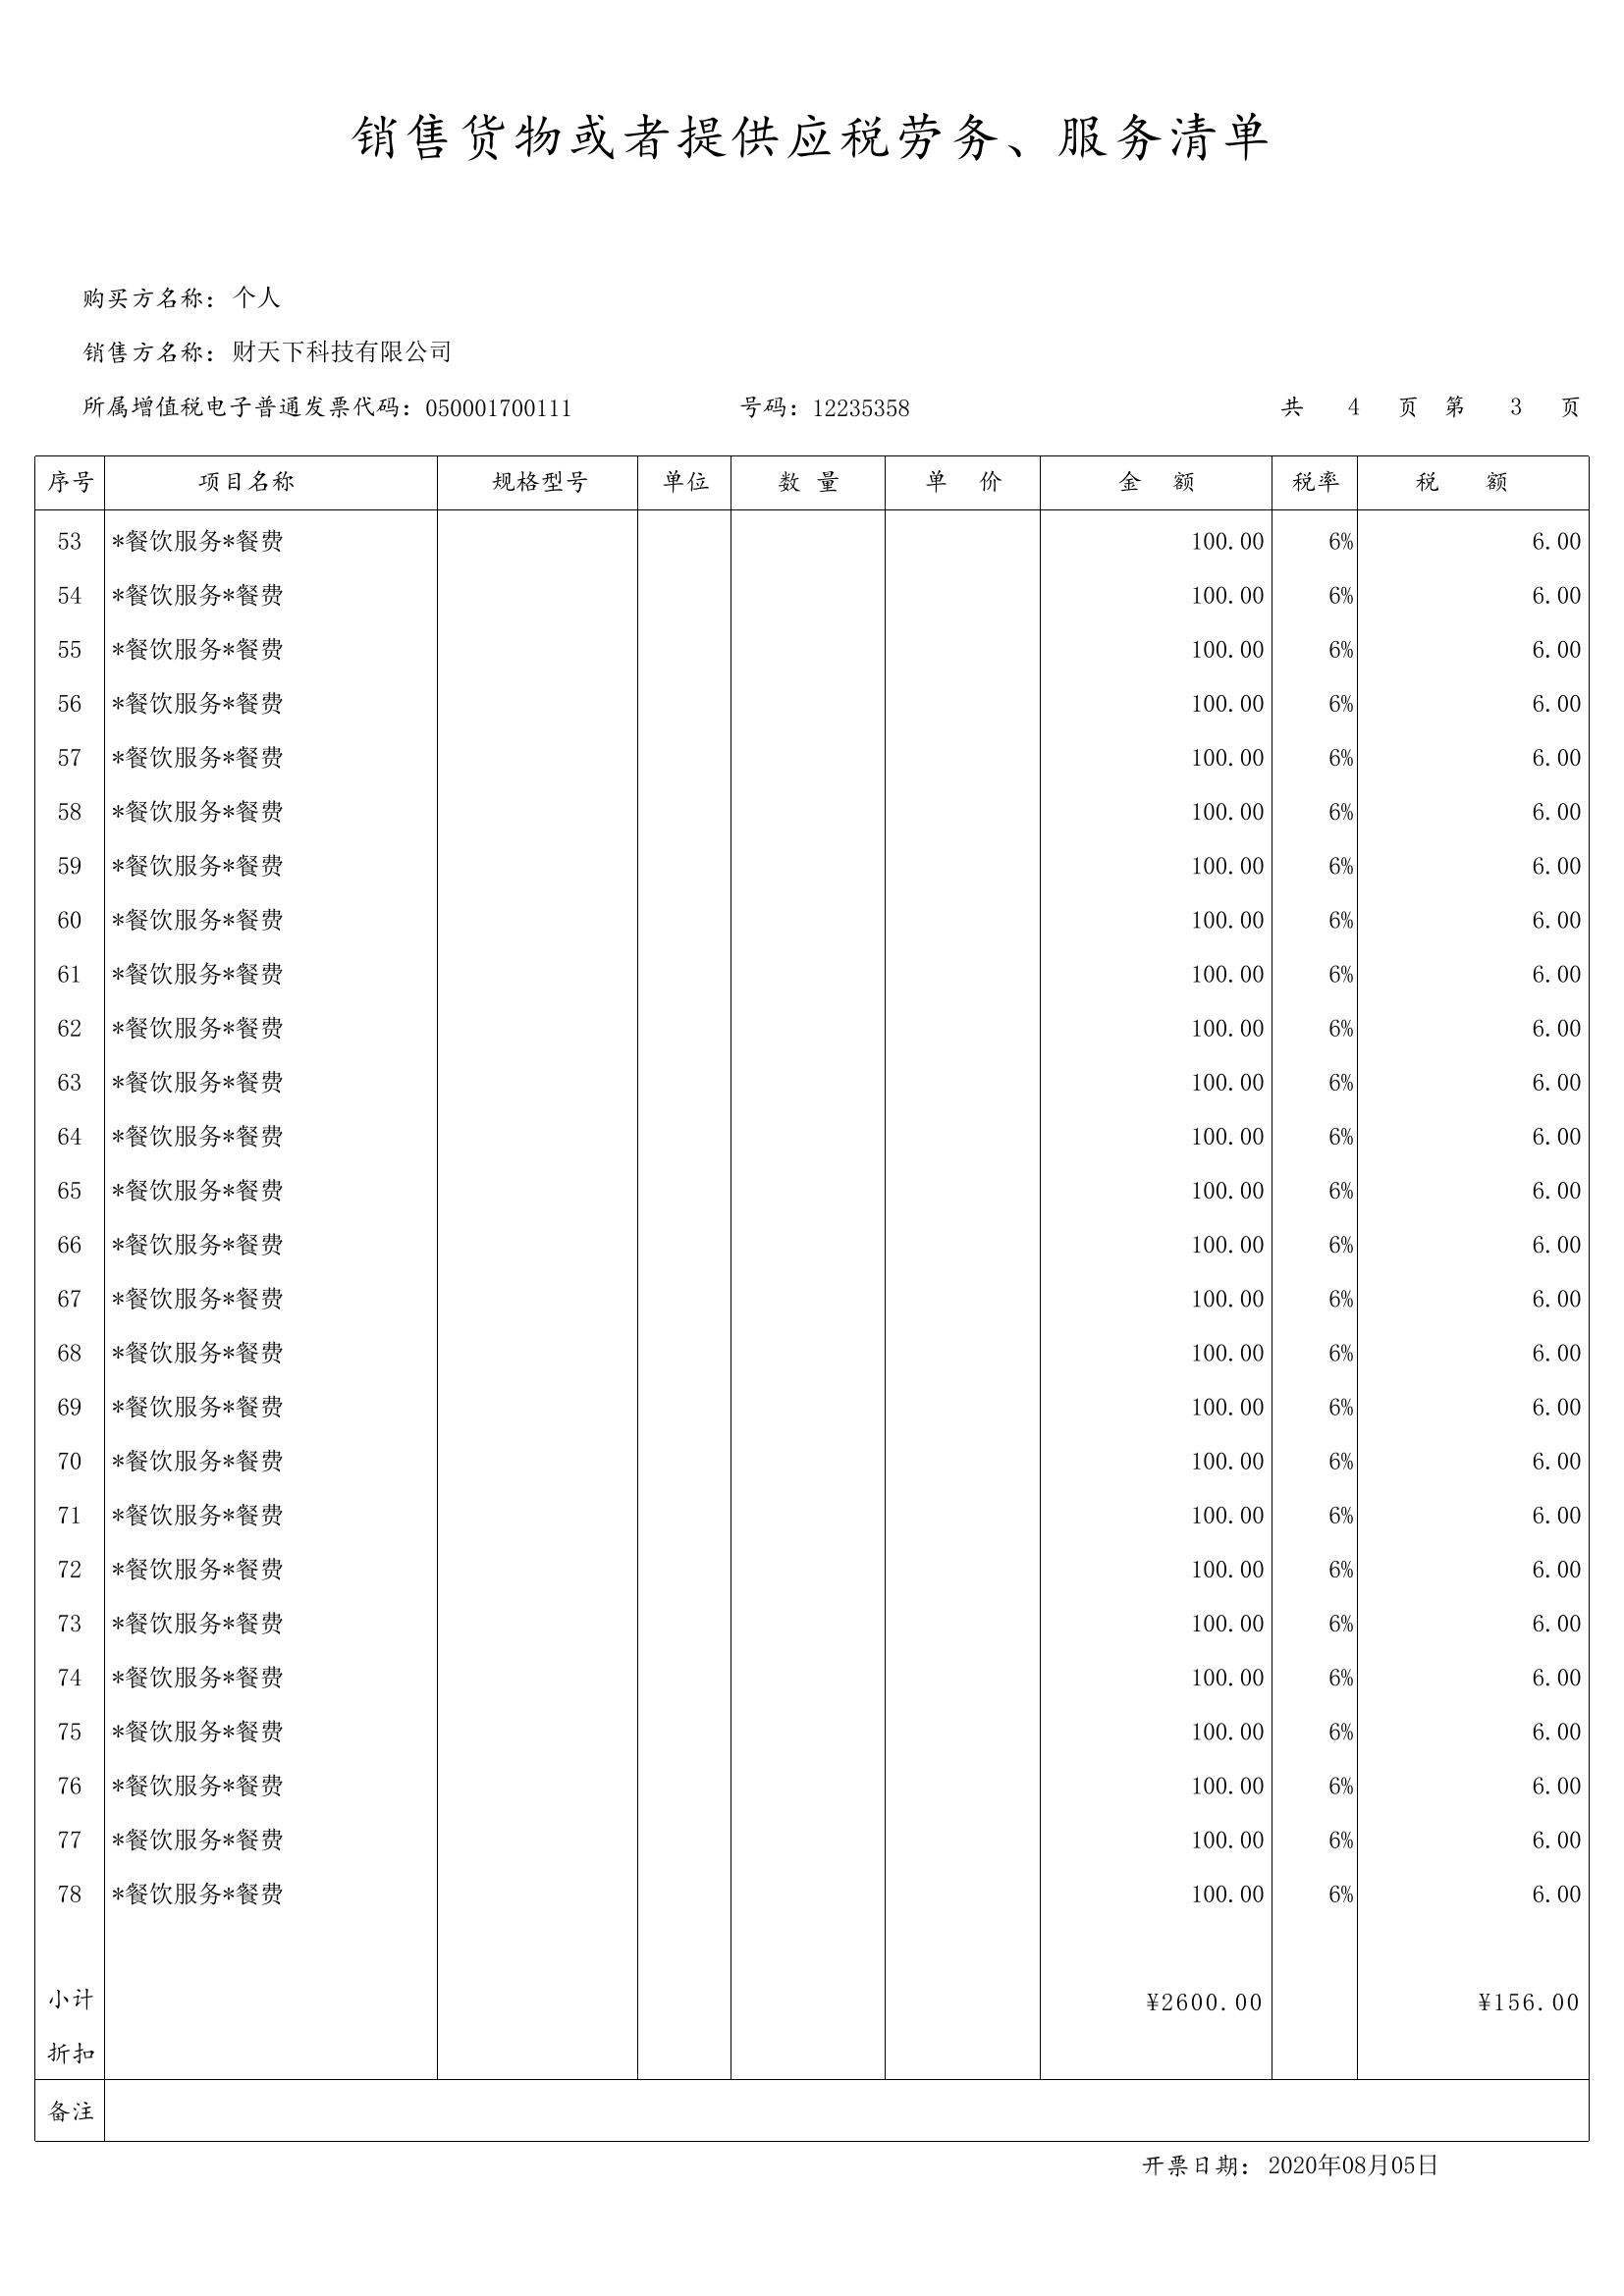 销售货物或者提供应税劳务、服务清单
购买方名称：个人
销售方名称：财天下科技有限公司
所属增值税电子普通发票代码：050001700111 号码：12235358 共 4 页 第 3 页
序号 项目名称 规格型号 单位 数 量 单 价 金 额 税率 税 额
53 *餐饮服务*餐费 100.00 6% 6.00
54 *餐饮服务*餐费 100.00 6% 6.00
55 *餐饮服务*餐费 100.00 6% 6.00
56 *餐饮服务*餐费 100.00 6% 6.00
57 *餐饮服务*餐费 100.00 6% 6.00
58 *餐饮服务*餐费 100.00 6% 6.00
59 *餐饮服务*餐费 100.00 6% 6.00
60 *餐饮服务*餐费 100.00 6% 6.00
61 *餐饮服务*餐费 100.00 6% 6.00
62 *餐饮服务*餐费 100.00 6% 6.00
63 *餐饮服务*餐费 100.00 6% 6.00
64 *餐饮服务*餐费 100.00 6% 6.00
65 *餐饮服务*餐费 100.00 6% 6.00
66 *餐饮服务*餐费 100.00 6% 6.00
67 *餐饮服务*餐费 100.00 6% 6.00
68 *餐饮服务*餐费 100.00 6% 6.00
69 *餐饮服务*餐费 100.00 6% 6.00
70 *餐饮服务*餐费 100.00 6% 6.00
71 *餐饮服务*餐费 100.00 6% 6.00
72 *餐饮服务*餐费 100.00 6% 6.00
73 *餐饮服务*餐费 100.00 6% 6.00
74 *餐饮服务*餐费 100.00 6% 6.00
75 *餐饮服务*餐费 100.00 6% 6.00
76 *餐饮服务*餐费 100.00 6% 6.00
77 *餐饮服务*餐费 100.00 6% 6.00
78 *餐饮服务*餐费 100.00 6% 6.00
小计 ¥2600.00 ¥156.00
折扣
备注
开票日期：2020年08月05日